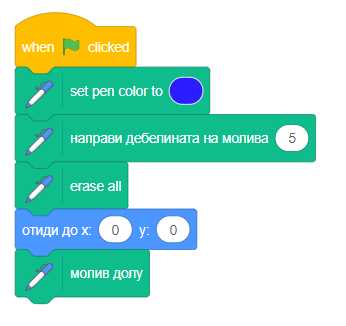 when clicked
set pen color to
направи дебелината на молива 5
erase all
отиди до x: 0 y: 0
молив долу